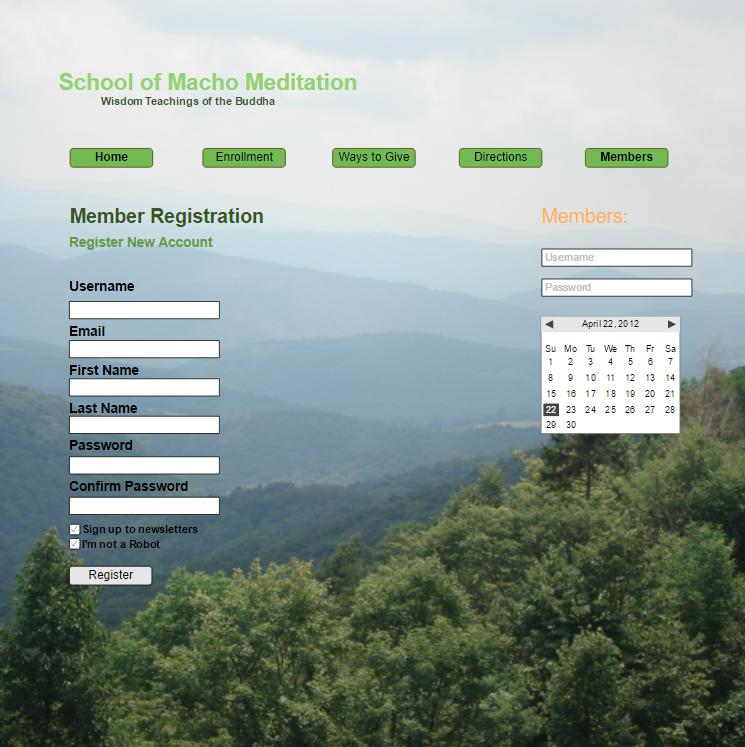 School of Macho Meditation
Wisdom Teachings of the Buddha
Home Enrollment Ways to Give Directions Members
Member Registration
Register New Account
Username
Email
First Name
Last Name
Password
Confirm Password
Sign up to newsletters
I'm not a Robot
Register
Members:
Username
Password
April 22, 2012
Su Mo Tu We Th Fr Sa
1 2 3 4 5 6 7
8 9 10 11 12 13 14
15 16 17 18 19 20 21
22 23 24 25 26 27 28
29 30